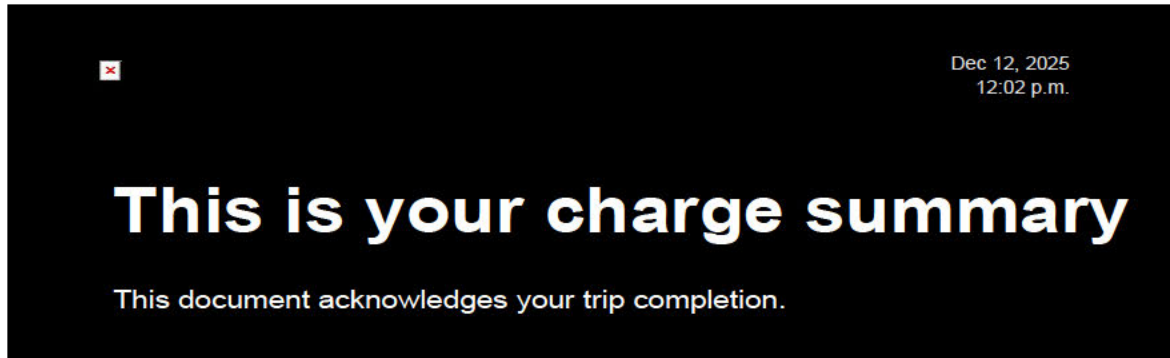 Dec 12, 2025
12:02 p.m.
This is your charge summary
This document acknowledges your trip completion.